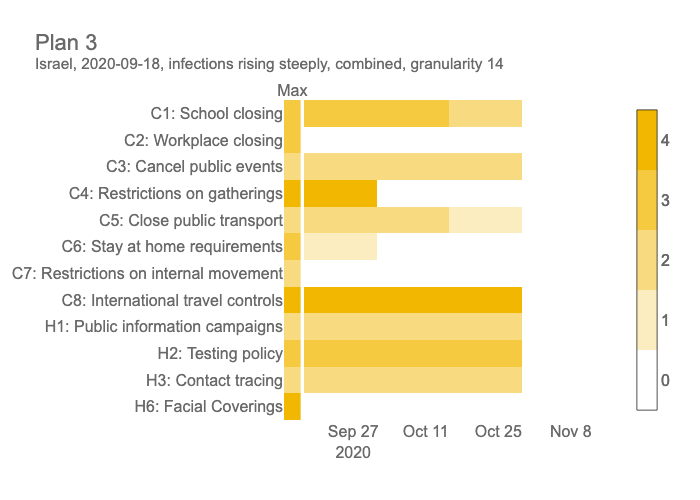 Plan 3
Israel, 2020-09-18, infections rising steeply, combined, granularity 14
Max
C1: School closing
C2: Workplace closing
C3: Cancel public events
C4: Restrictions on gatherings
C5: Close public transport
C6: Stay at home requirements
C7: Restrictions on internal movement
C8: International travel controls
H1: Public information campaigns
H2: Testing policy
H3: Contact tracing
H6: Facial Coverings
Sep 27 Oct 11 Oct 25 Nov 8
2020
4
3
2
1
0